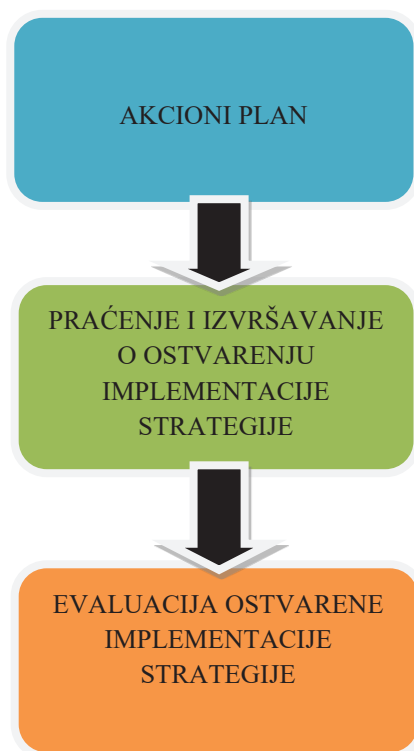 AKCIONI PLAN
PRAĆENJE I IZVRŠAVANJE
O OSTVARENJU
IMPLEMENTACIJE
STRATEGIJE
EVALUACIJA OSTVARENE
IMPLEMENTACIJE
STRATEGIJE